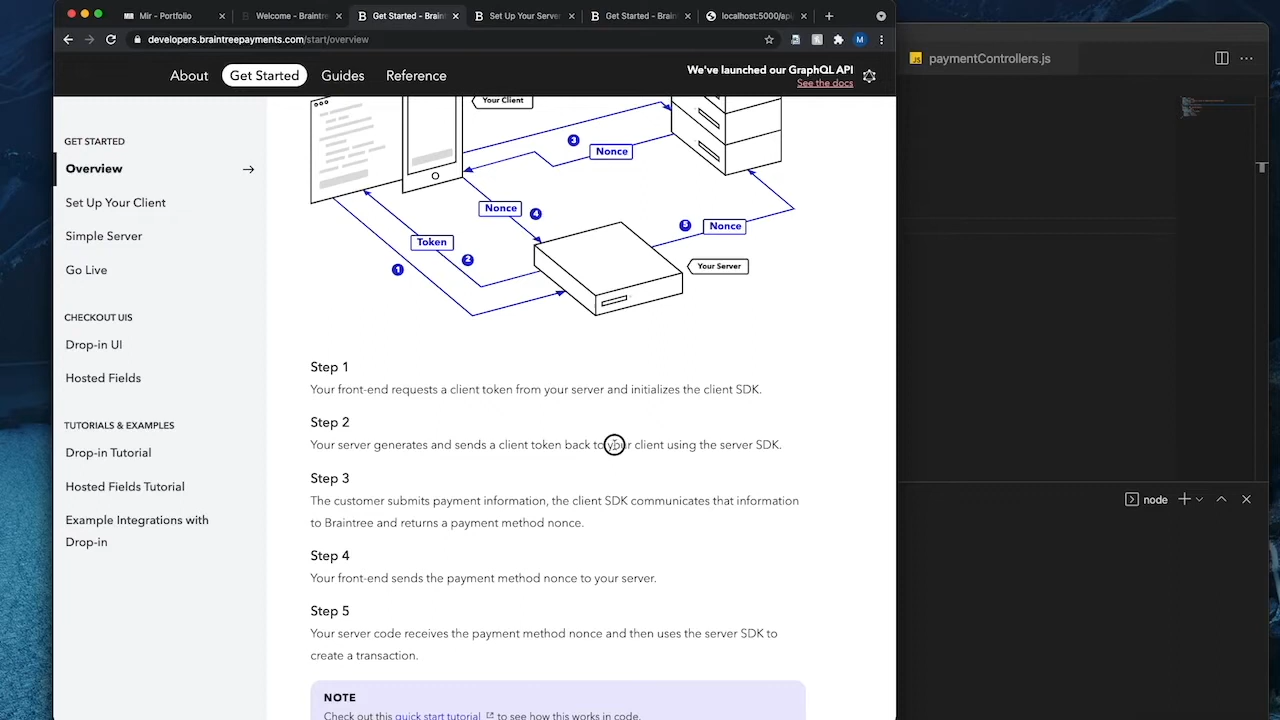 Mir - Portfolio
Welcome - Braintre
Get Started - Brain
Set Up Your Server
Get Started - Brain
localhost:5000/api
developers.braintreepayments.com/start/overview
M
About
Get Started
Guides
Reference
We've launched our GraphQL API
See the docs
JS paymentControllers.js
GET STARTED
Overview
Set Up Your Client
Simple Server
Go Live
CHECKOUT UIS
Drop-in UI
Hosted Fields
TUTORIALS & EXAMPLES
Drop-in Tutorial
Hosted Fields Tutorial
Example Integrations with
Drop-in
Your Client
3
Nonce
Nonce
4
5
Nonce
Token
2
1
Your Server
Step 1
Your front-end requests a client token from your server and initializes the client SDK.
Step 2
Your server generates and sends a client token back to your client using the server SDK.
Step 3
The customer submits payment information, the client SDK communicates that information
to Braintree and returns a payment method nonce.
Step 4
Your front-end sends the payment method nonce to your server.
Step 5
Your server code receives the payment method nonce and then uses the server SDK to
create a transaction.
NOTE
Check out this quick start tutorial to see how this works in code.
node